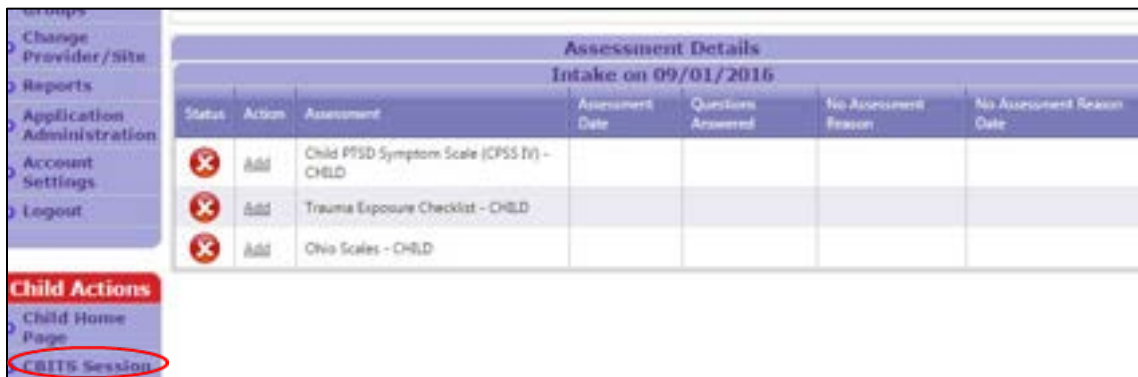 Groups
Change
Provider/Site
Reports
Application
Administration
Account
Settings
Logout
Child Actions
Child Home
Page
CBITS Session
Assessment Details
Intake on 09/01/2016
Status Action Assessment Assessment Date Questions Answered No Assessment Reason No Assessment Reason Date
Add Child PTSD Symptom Scale (CPSS IV) -
CHILD
Add Trauma Exposure Checklist - CHILD
Add Ohio Scales - CHILD